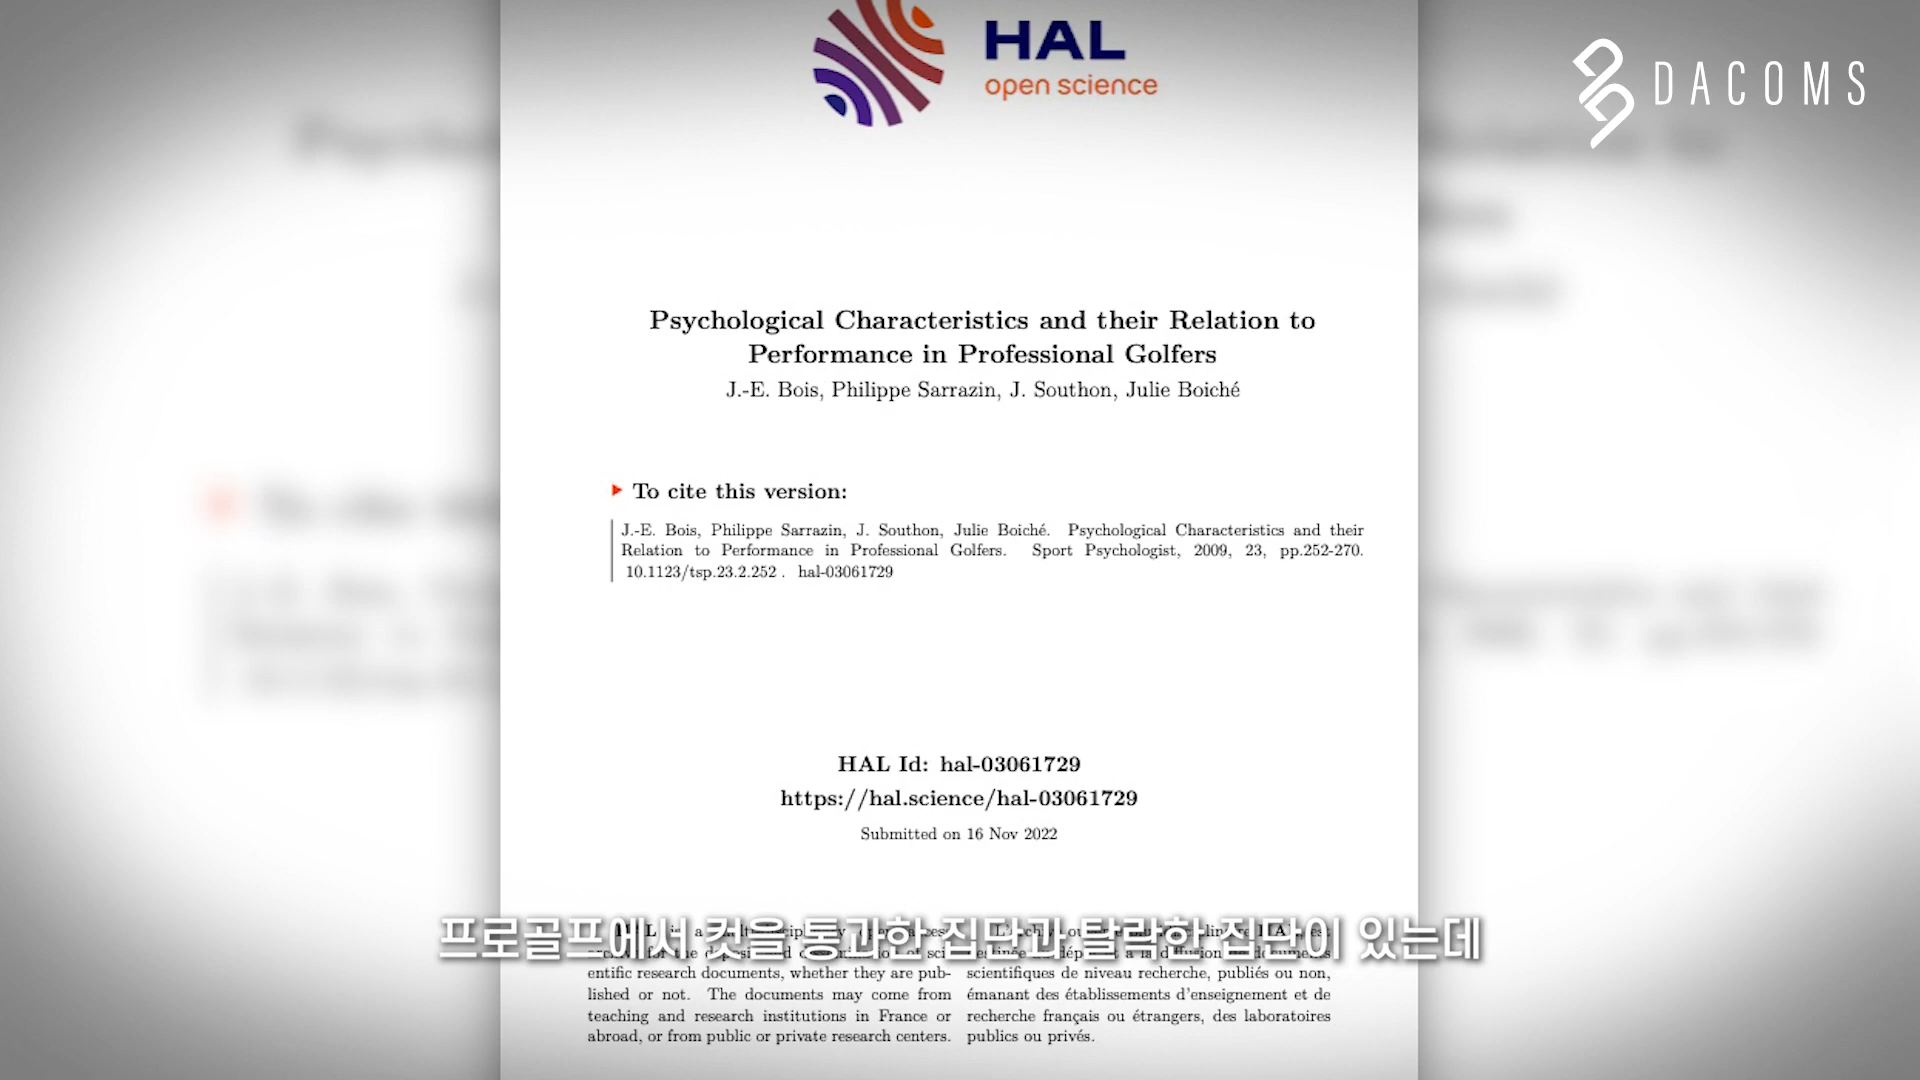 HAL
open science
DACOMS
Psychological Characteristics and their Relation to
Performance in Professional Golfers
J.-E. Bois, Philippe Sarrazin, J. Southon, Julie Boiché
To cite this version:
J.-E. Bois, Philippe Sarrazin, J. Southon, Julie Boiché. Psychological Characteristics and their
Relation to Performance in Professional Golfers. Sport Psychologist, 2009, 23, pp.252-270.
10.1123/tsp.23.2.252 . hal-03061729
HAL Id: hal-03061729
https://hal.science/hal-03061729
Submitted on 16 Nov 2022
프로골프에서 컷을 통과한 집단과 탈락한 집단이 있는데
entific research documents, whether they are pub-
lished or not. The documents may come from
teaching and research institutions in France or
abroad, or from public or private research centers.
scientifiques de niveau recherche, publiés ou non,
émanant des établissements d'enseignement et de
recherche français ou étrangers, des laboratoires
publics ou privés.